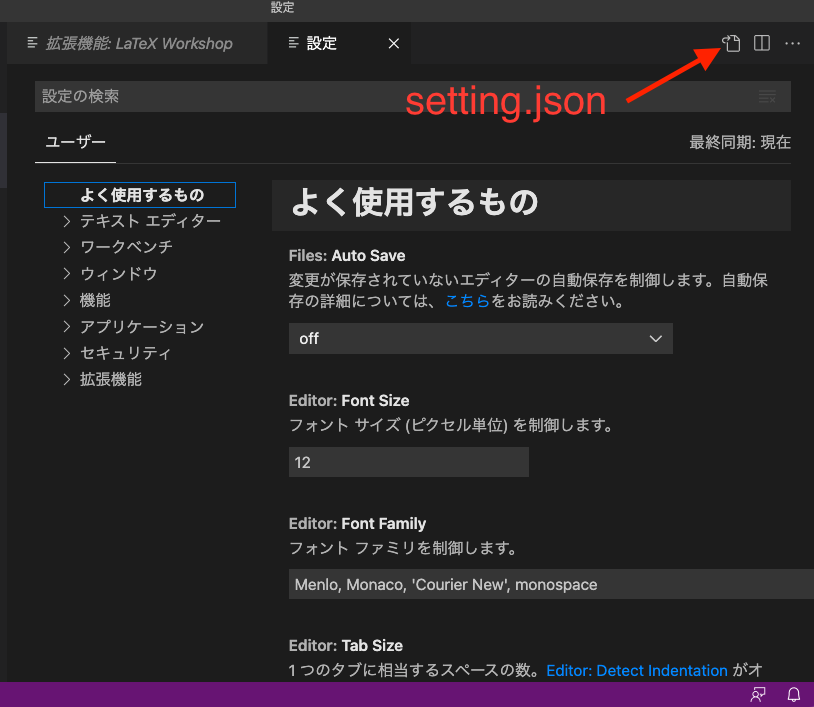 設定
拡張機能: LaTeX Workshop
設定
setting.json
設定の検索
ユーザー
最終同期: 現在
よく使用するもの
テキスト エディター
ワークベンチ
ウィンドウ
機能
アプリケーション
セキュリティ
拡張機能
よく使用するもの
Files: Auto Save
変更が保存されていないエディターの自動保存を制御します。自動保
存の詳細については、こちらをお読みください。
off
Editor: Font Size
フォント サイズ (ピクセル単位) を制御します。
12
Editor: Font Family
フォント ファミリを制御します。
Menlo, Monaco, 'Courier New', monospace
Editor: Tab Size
1 つのタブに相当するスペースの数。Editor: Detect Indentation がオ